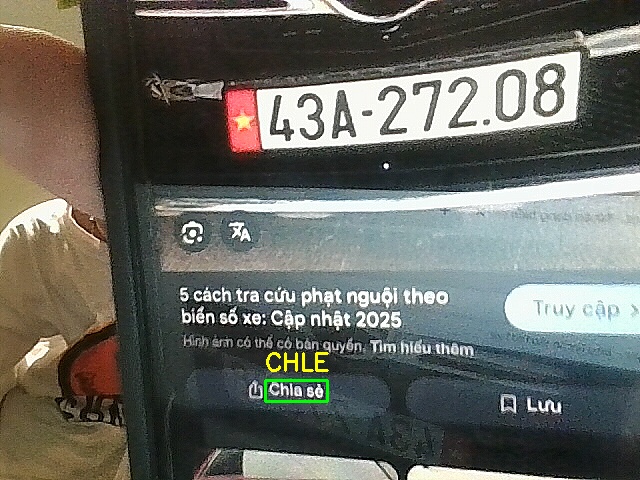 43A-272.08
5 cách tra cứu phạt nguội theo
biển số xe: Cập nhật 2025
Truy cập >
Hình ảnh có thể có bản quyền. Tìm hiểu thêm
CHLE
Chia sẻ
Lưu